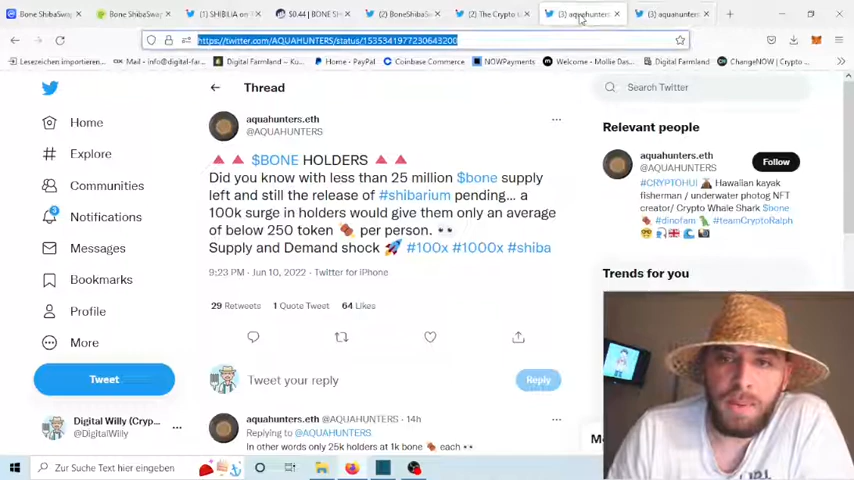 Bone ShibaSwap
Bone ShibaSwap
(1) SHIBILIA on
$0.44 | BONE SH
(2) BoneShibaSw
(2) The Crypto
(3) aquahunters
(3) aquahunters
https://twitter.com/AQUAHUNTERS/status/1535341977230643200
Lesezeichen importieren...
Mail - info@digital-far...
Digital Farmland – Ku...
Home - PayPal
Coinbase Commerce
NOWPayments
Welcome - Mollie Das...
Digital Farmland
ChangeNOW | Crypto ...
Thread
Search Twitter
Home
Explore
Communities
3
Notifications
Messages
Bookmarks
Profile
More
Tweet
Digital Willy (Cryp...
@DigitalWilly
aquahunters.eth
@AQUAHUNTERS
$BONE HOLDERS
Did you know with less than 25 million $bone supply
left and still the release of #shibarium pending... a
100k surge in holders would give them only an average
of below 250 token per person.
Supply and Demand shock #100x #1000x #shiba
9:23 PM · Jun 10, 2022 · Twitter for iPhone
29 Retweets 1 Quote Tweet 64 Likes
Tweet your reply
Reply
aquahunters.eth @AQUAHUNTERS · 14h
Replying to @AQUAHUNTERS
In other words only 25k holders at 1k bone each
Relevant people
aquahunters.eth
@AQUAHUNTERS
Follow
#CRYPTOHUI Hawaiian kayak
fisherman / underwater photog NFT
creator/ Crypto Whale Shark $bone
#dinofam #teamCryptoRalph
Trends for you
Zur Suche Text hier eingeben